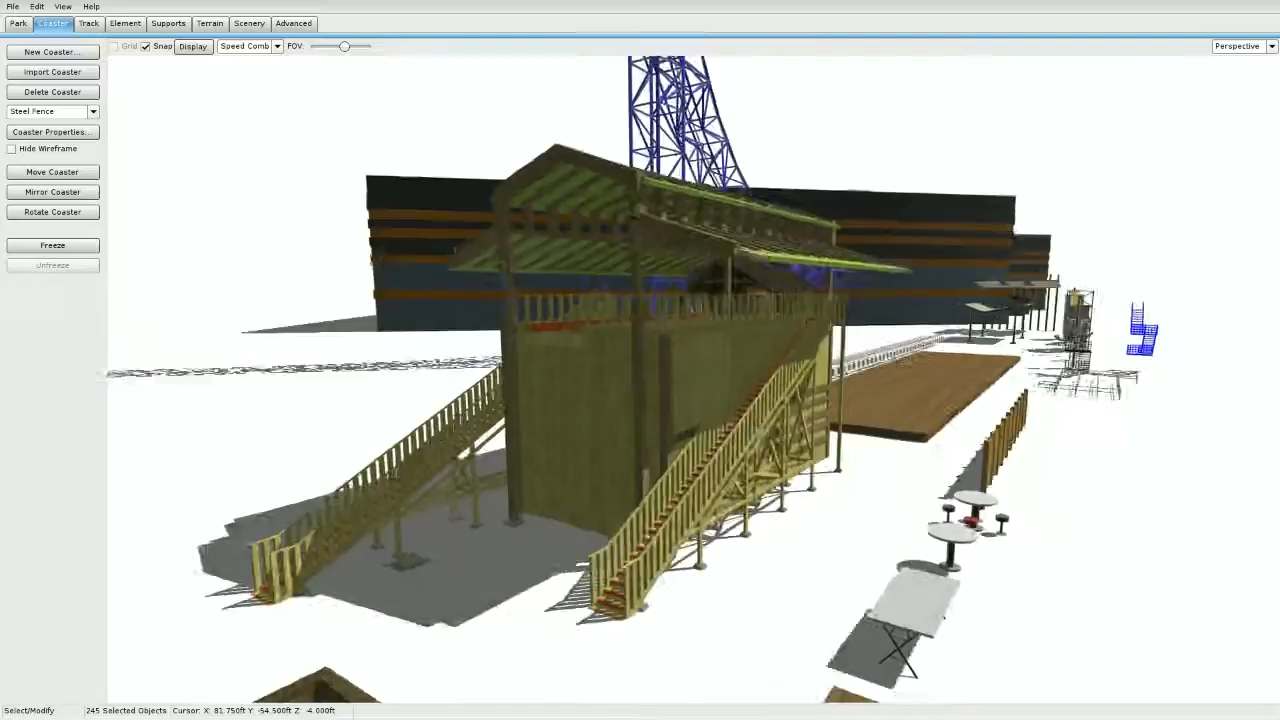 File Edit View Help
Park Coaster Track Element Supports Terrain Scenery Advanced
New Coaster... Grid Snap Display Speed Comb FOV: Perspective
Import Coaster
Delete Coaster
Steel Fence
Coaster Properties...
Hide Wireframe
Move Coaster
Mirror Coaster
Rotate Coaster
Freeze
Unfreeze
Select/Modify 245 Selected Objects Cursor: X: 81.750ft Y: -54.500ft Z: -4.000ft